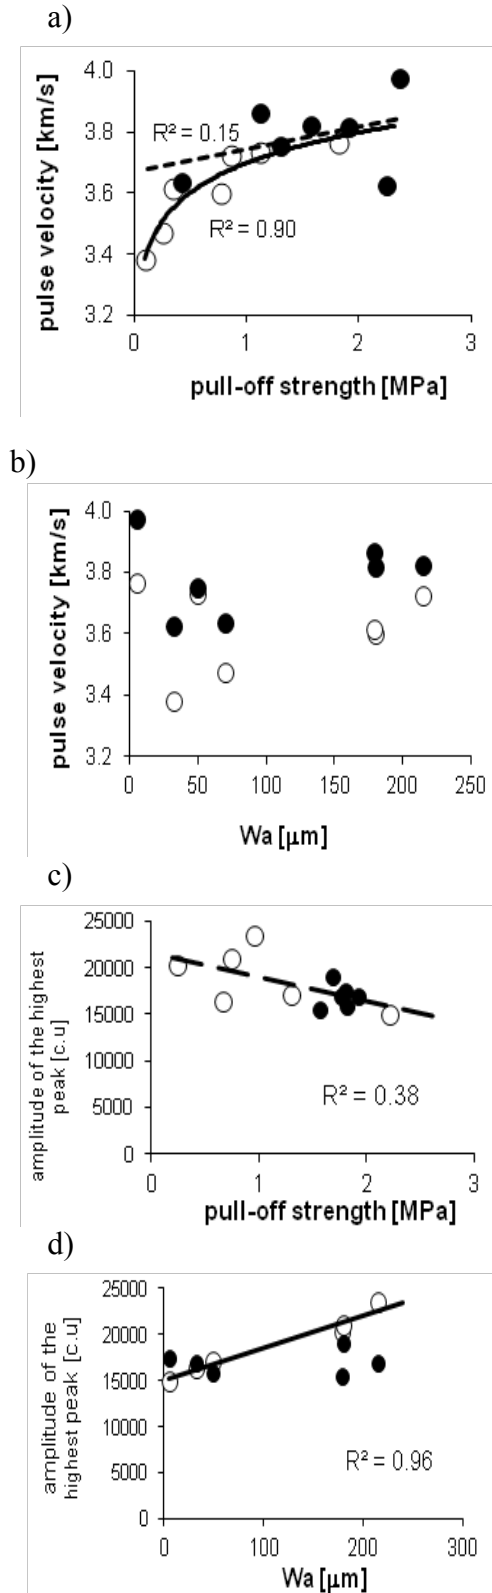 a)
4.0
3.8
3.6
3.4
3.2
pulse velocity [km/s]
R² = 0.15
R² = 0.90
0 1 2 3
pull-off strength [MPa]
b)
4.0
3.8
3.6
3.4
3.2
pulse velocity [km/s]
0 50 100 150 200 250
Wa [μm]
c)
25000
20000
15000
10000
5000
0
amplitude of the highest
peak [c.u]
R² = 0.38
0 1 2 3
pull-off strength [MPa]
d)
25000
20000
15000
10000
5000
0
amplitude of the
highest peak [c.u]
R² = 0.96
0 100 200 300
Wa [μm]